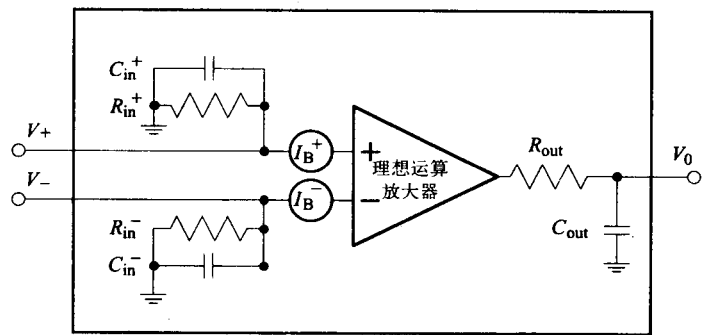 C_in^+
R_in^+
V+
I_B^+
+
理想运算
放大器
R_out
V_0
V−
I_B^−
−
R_in^−
C_out
C_in^−